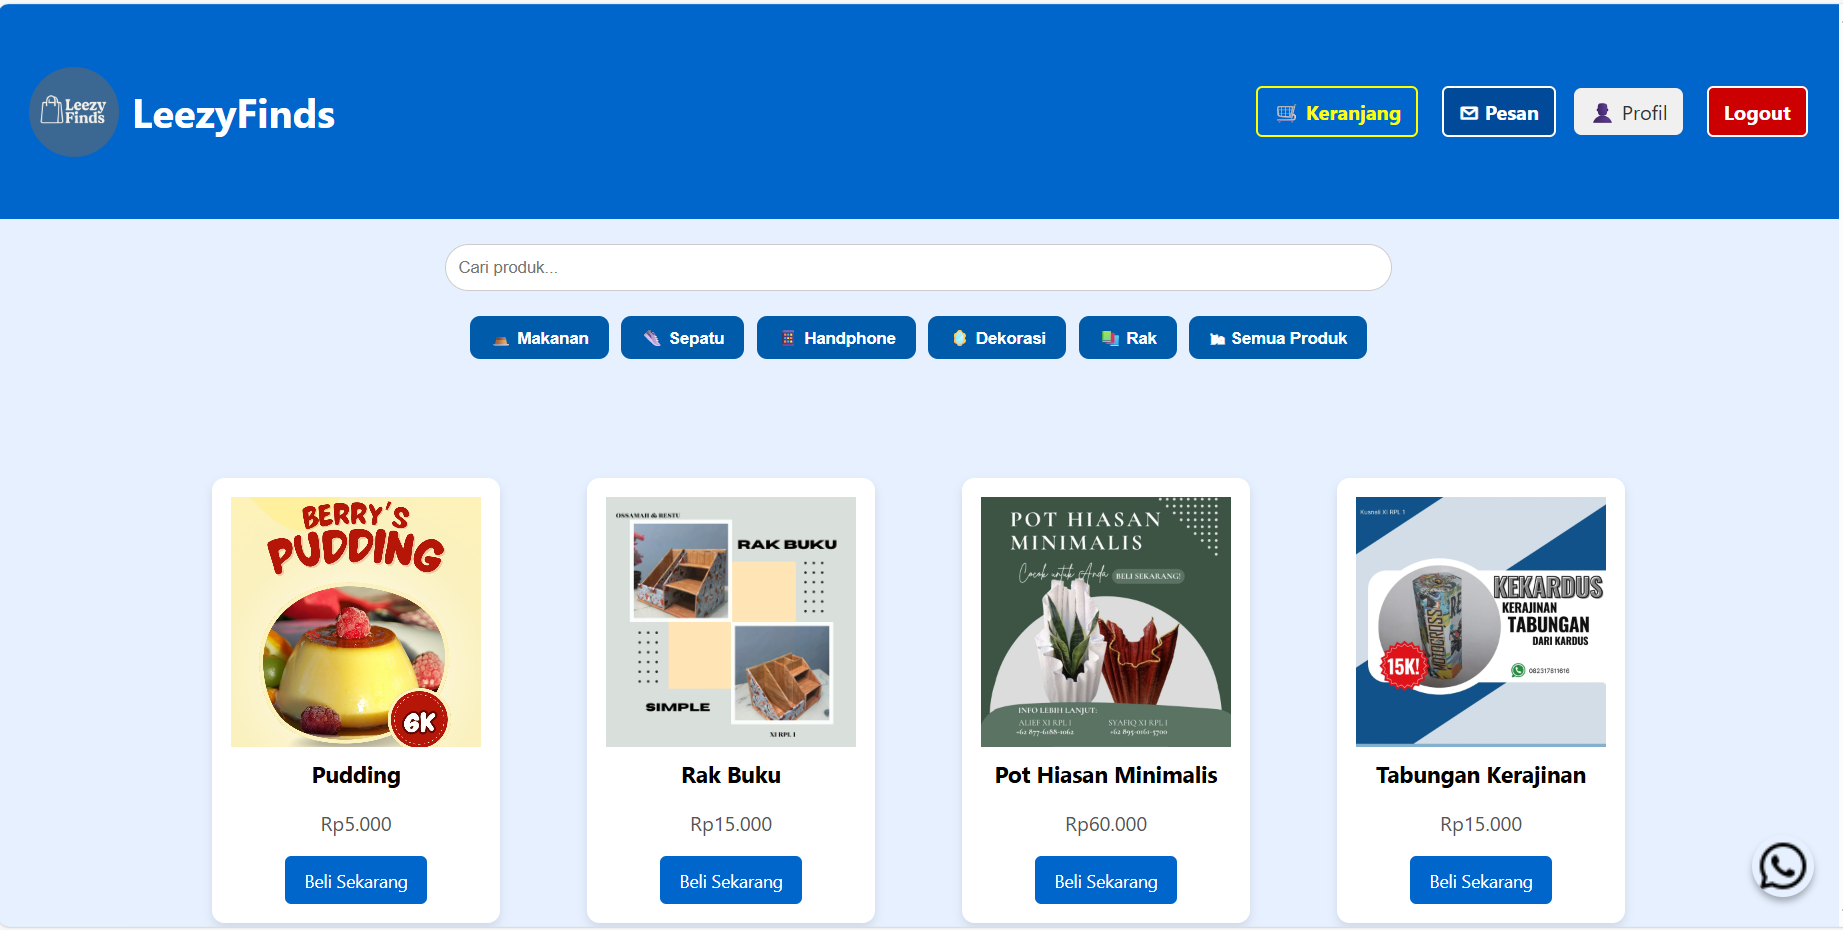 Leezy
Finds
LeezyFinds
Keranjang
Pesan
Profil
Logout
Cari produk...
Makanan
Sepatu
Handphone
Dekorasi
Rak
Semua Produk
BERRY'S
PUDDING
6K
Pudding
Rp5.000
Beli Sekarang
OSSAMAH & RESTU
RAK BUKU
SIMPLE
XI RPL 1
Rak Buku
Rp15.000
Beli Sekarang
POT HIASAN
MINIMALIS
Cocok untuk Anda
BELI SEKARANG!
INFO LEBIH LANJUT:
ALIEF XI RPL 1
+62 877-6188-1062
SYAFIQ XI RPL 1
+62 895-0161-5700
Pot Hiasan Minimalis
Rp60.000
Beli Sekarang
XI RPL 1
KEKARDUS
KERAJINAN
TABUNGAN
DARI KARDUS
MOTOCROSS
15K!
082317811616
Tabungan Kerajinan
Rp15.000
Beli Sekarang